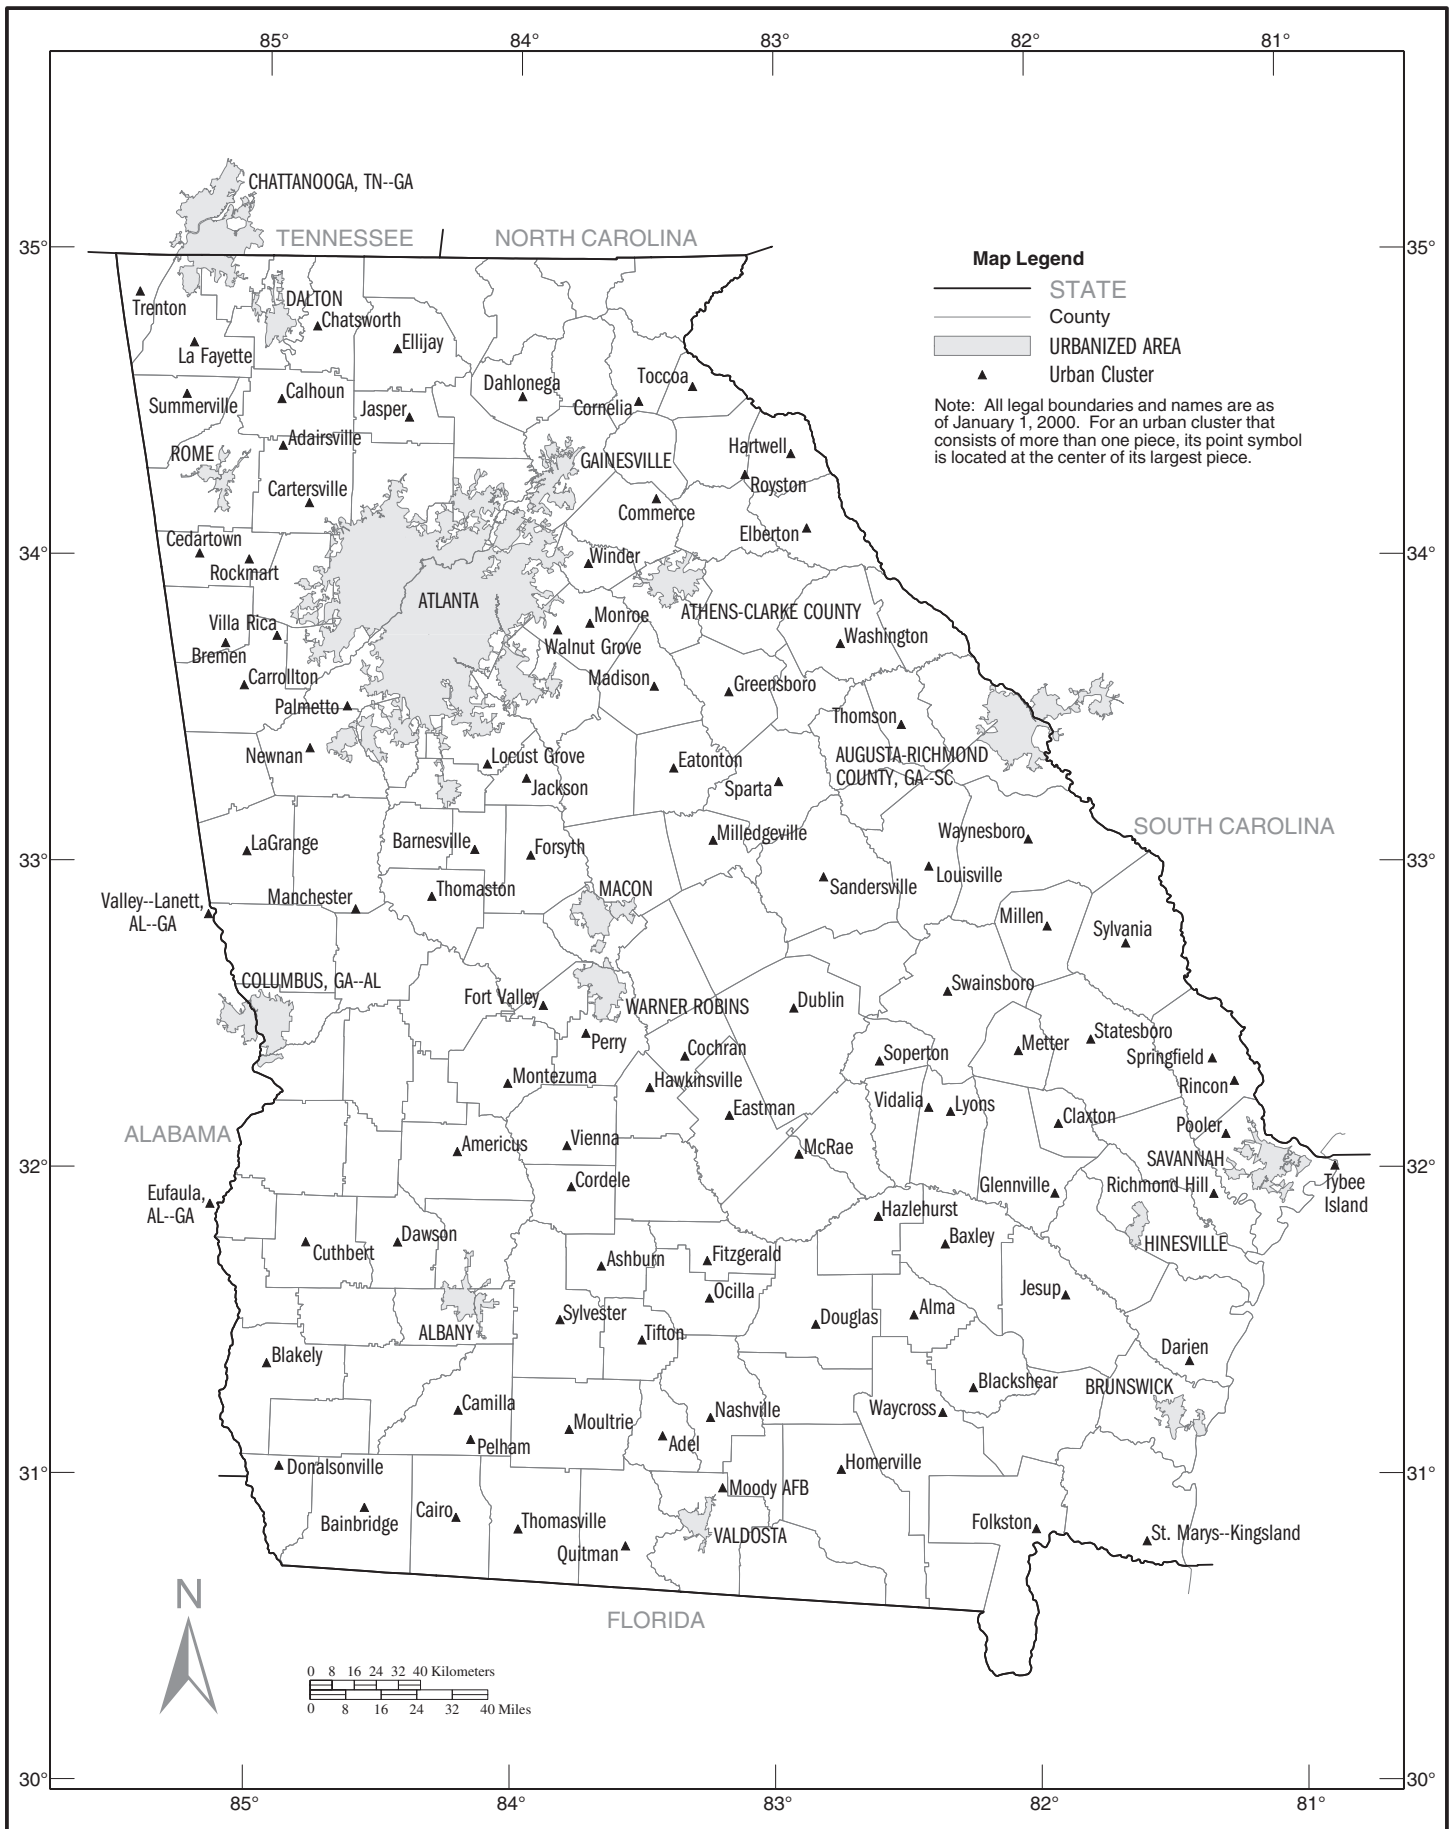 85°
84°
83°
82°
81°
CHATTANOOGA, TN--GA
35°
TENNESSEE
NORTH CAROLINA
35°
Map Legend
STATE
County
URBANIZED AREA
Urban Cluster
Note: All legal boundaries and names are as
of January 1, 2000. For an urban cluster that
consists of more than one piece, its point symbol
is located at the center of its largest piece.
Trenton
DALTON
Chatsworth
La Fayette
Ellijay
Summerville
Calhoun
Jasper
Dahlonega
Toccoa
Cornelia
Adairsville
ROME
Hartwell
GAINESVILLE
Royston
Cartersville
Commerce
Elberton
Cedartown
34°
34°
Rockmart
Winder
ATLANTA
Monroe
ATHENS-CLARKE COUNTY
Villa Rica
Walnut Grove
Washington
Bremen
Carrollton
Madison
Greensboro
Palmetto
Thomson
Newnan
Locust Grove
Jackson
Eatonton
Sparta
AUGUSTA-RICHMOND
COUNTY, GA--SC
SOUTH CAROLINA
LaGrange
Barnesville
Forsyth
Milledgeville
Waynesboro
33°
33°
Manchester
Thomaston
MACON
Sandersville
Louisville
Valley--Lanett,
AL--GA
Millen
Sylvania
COLUMBUS, GA--AL
Fort Valley
WARNER ROBINS
Dublin
Swainsboro
Perry
Cochran
Soperton
Metter
Statesboro
Springfield
Montezuma
Hawkinsville
Rincon
Eastman
Vidalia
Lyons
Claxton
Pooler
ALABAMA
Americus
Vienna
McRae
SAVANNAH
32°
32°
Cordele
Glennville
Richmond Hill
Tybee
Island
Eufaula,
AL--GA
Hazlehurst
Cuthbert
Dawson
Ashburn
Fitzgerald
Baxley
HINESVILLE
Ocilla
Jesup
ALBANY
Sylvester
Tifton
Douglas
Alma
Blakely
Darien
Blackshear
BRUNSWICK
Camilla
Moultrie
Nashville
Waycross
Pelham
Adel
31°
31°
Donalsonville
Homerville
Moody AFB
Bainbridge
Cairo
Thomasville
VALDOSTA
Folkston
St. Marys--Kingsland
Quitman
FLORIDA
N
0 8 16 24 32 40 Kilometers
0 8 16 24 32 40 Miles
30°
30°
85°
84°
83°
82°
81°